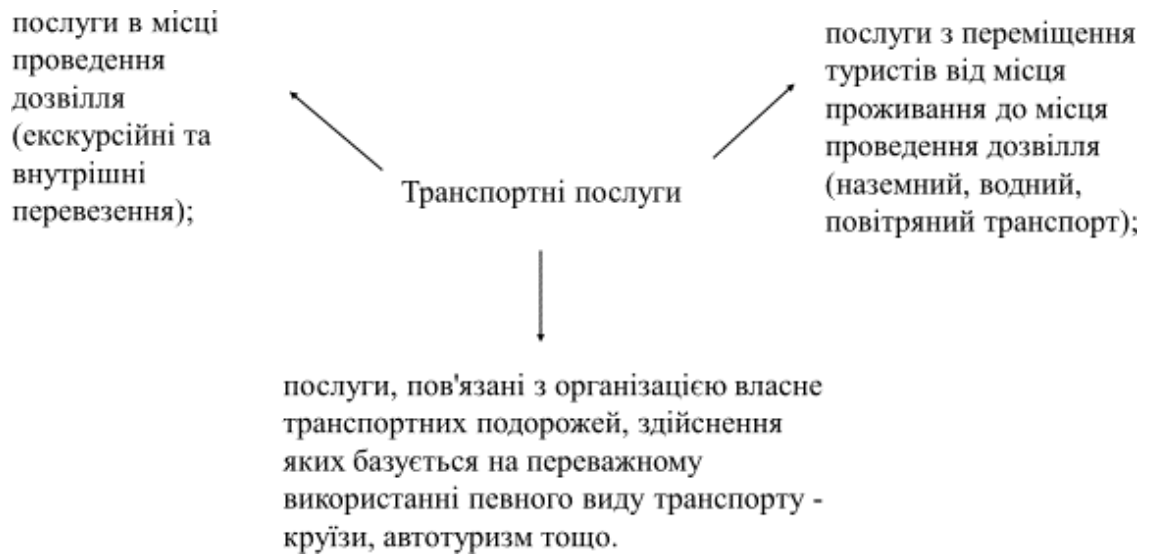 послуги в місці
проведення
дозвілля
(екскурсійні та
внутрішні
перевезення);
послуги з переміщення
туристів від місця
проживання до місця
проведення дозвілля
(наземний, водний,
повітряний транспорт);
Транспортні послуги
послуги, пов'язані з організацією власне
транспортних подорожей, здійснення
яких базується на переважному
використанні певного виду транспорту -
круїзи, автотуризм тощо.